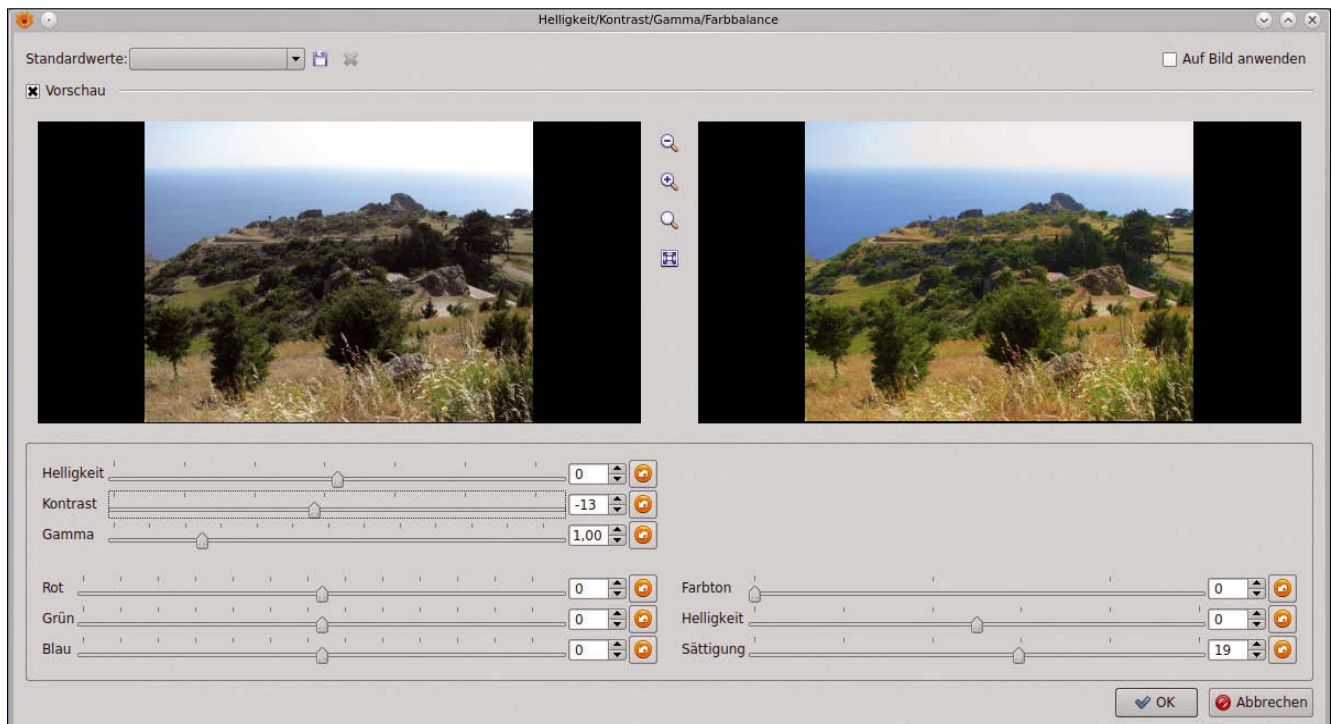 Helligkeit/Kontrast/Gamma/Farbbalance
Standardwerte:
Auf Bild anwenden
Vorschau
Helligkeit 0
Kontrast -13
Gamma 1,00
Rot 0
Farbton 0
Grün 0
Helligkeit 0
Blau 0
Sättigung 19
OK
Abbrechen